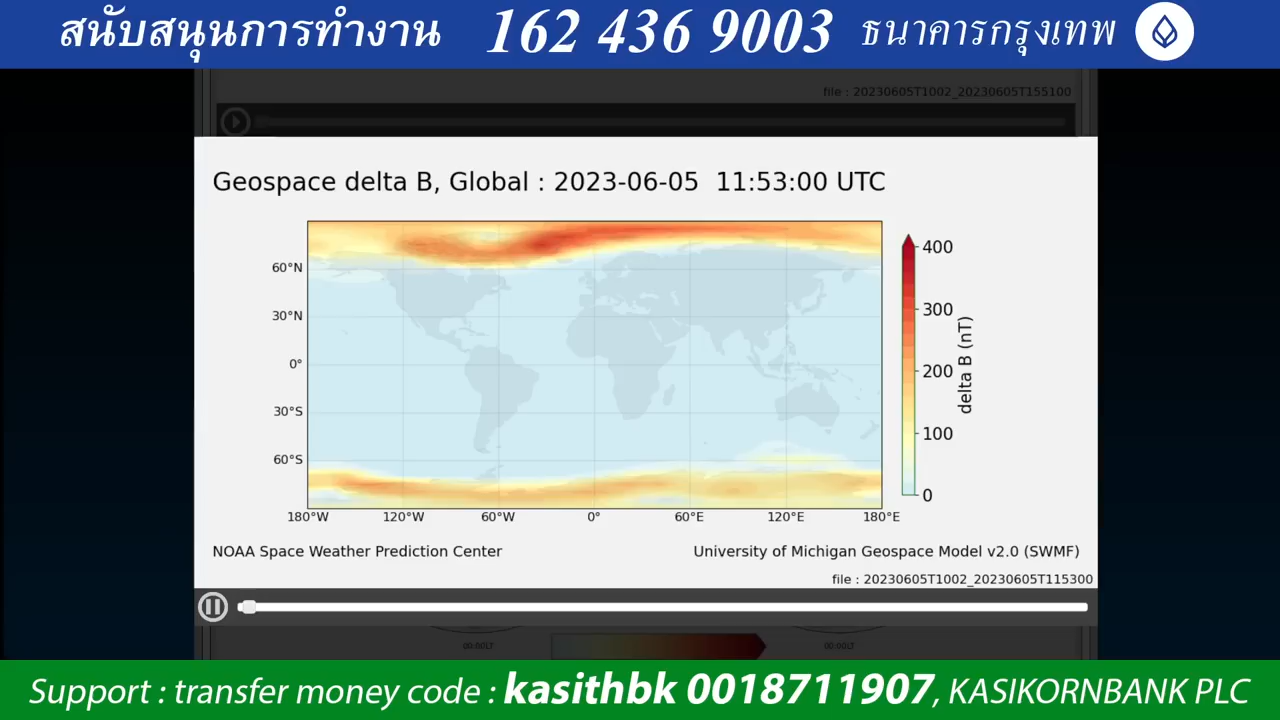 สนับสนุนการทำงาน 162 436 9003 ธนาคารกรุงเทพ
file : 20230605T1002_20230605T155100
Geospace delta B, Global : 2023-06-05 11:53:00 UTC
400
300
200
100
0
delta B (nT)
60°N
30°N
0°
30°S
60°S
180°W 120°W 60°W 0° 60°E 120°E 180°E
NOAA Space Weather Prediction Center University of Michigan Geospace Model v2.0 (SWMF)
file : 20230605T1002_20230605T115300
00:00LT 00:00LT
Support : transfer money code : kasithbk 0018711907, KASIKORNBANK PLC